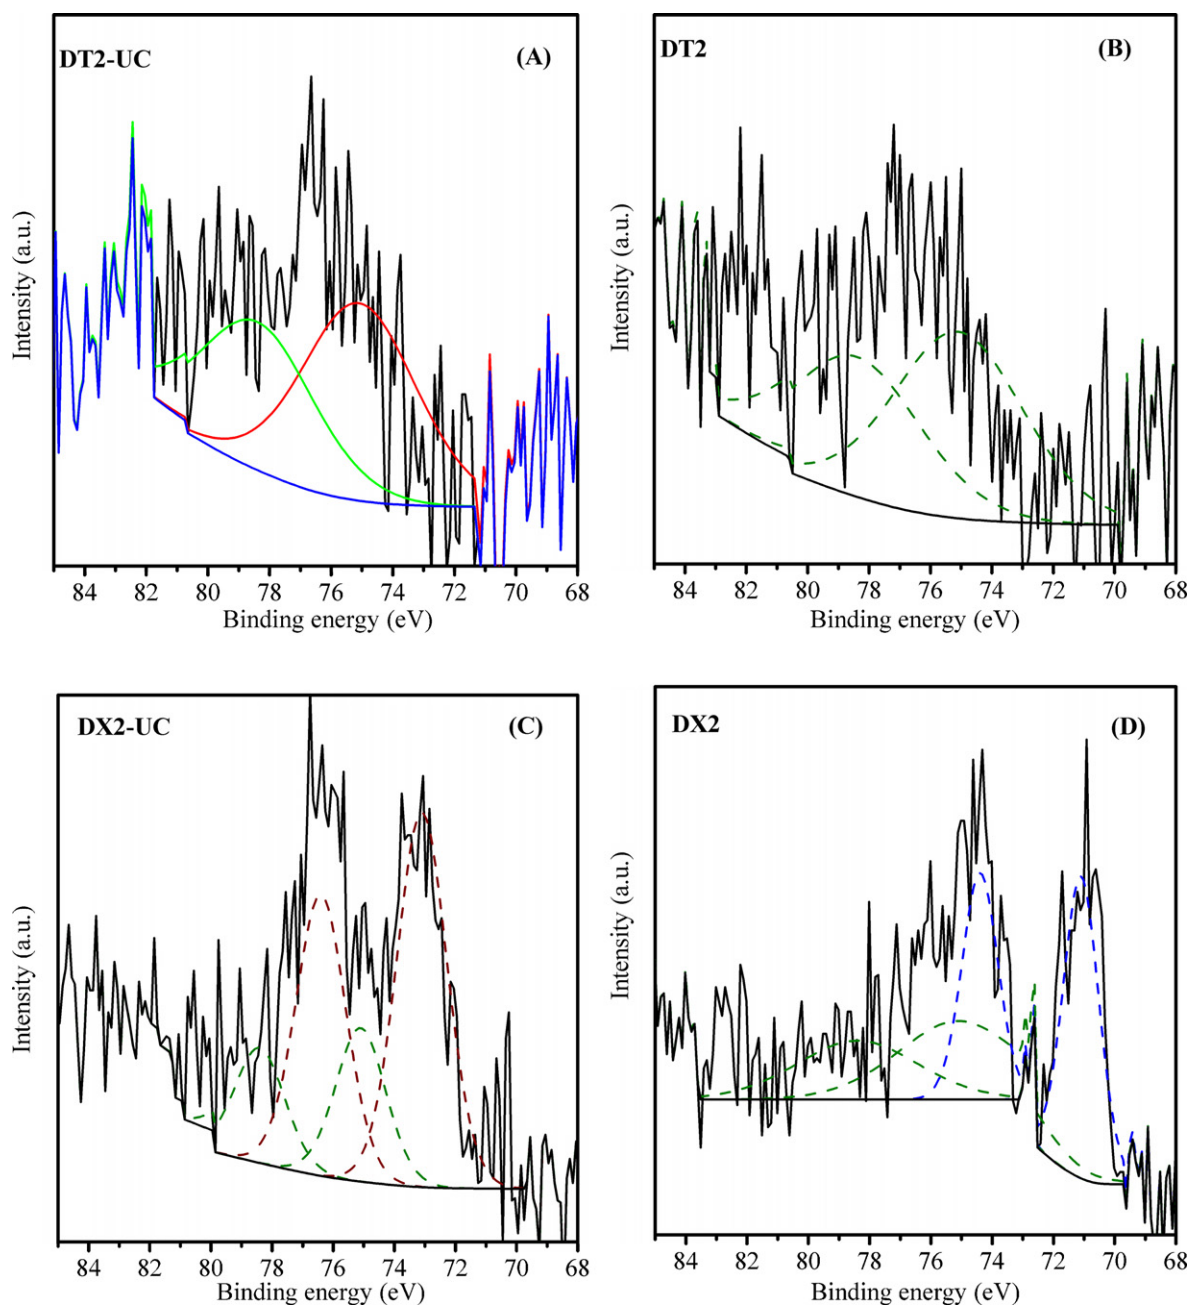 DT2-UC
(A)
Intensity (a.u.)
84 82 80 78 76 74 72 70 68
Binding energy (eV)
DT2
(B)
Intensity (a.u.)
84 82 80 78 76 74 72 70 68
Binding energy (eV)
DX2-UC
(C)
Intensity (a.u.)
84 82 80 78 76 74 72 70 68
Binding energy (eV)
DX2
(D)
Intensity (a.u.)
84 82 80 78 76 74 72 70 68
Binding energy (eV)